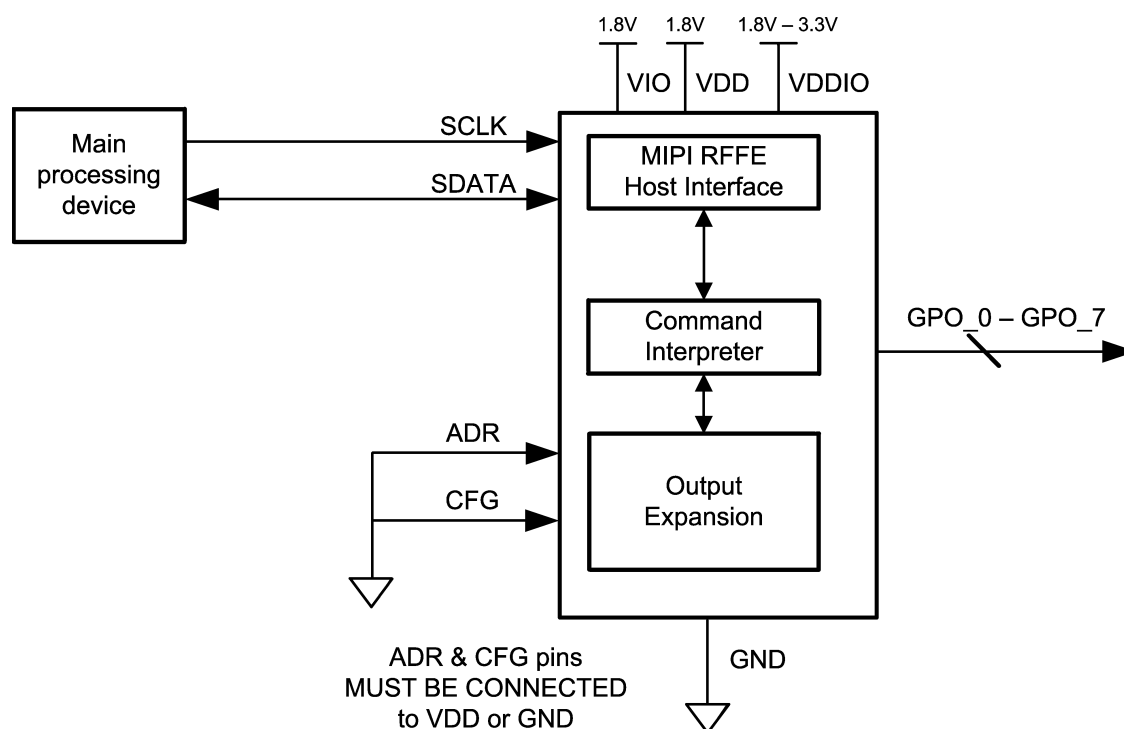 1.8V 1.8V 1.8V – 3.3V
VIO VDD VDDIO
Main
processing
device
SCLK
SDATA
MIPI RFFE
Host Interface
Command
Interpreter
GPO_0 – GPO_7
ADR
CFG
Output
Expansion
ADR & CFG pins
MUST BE CONNECTED
to VDD or GND
GND